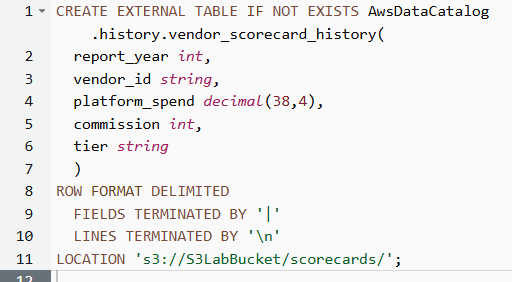 1 CREATE EXTERNAL TABLE IF NOT EXISTS AwsDataCatalog
.history.vendor_scorecard_history(
2 report_year int,
3 vendor_id string,
4 platform_spend decimal(38,4),
5 commission int,
6 tier string
7 )
8 ROW FORMAT DELIMITED
9 FIELDS TERMINATED BY '|'
10 LINES TERMINATED BY '\n'
11 LOCATION 's3://S3LabBucket/scorecards/';
12